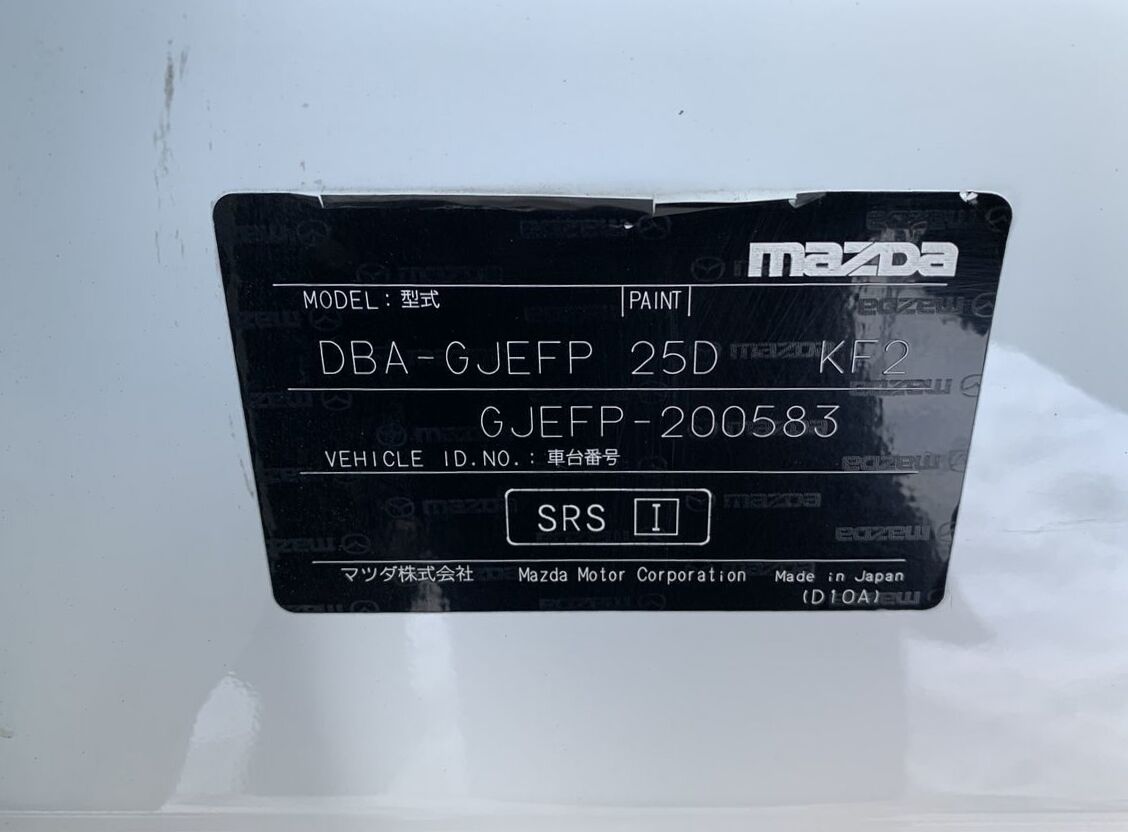 mazda
MODEL : 型式 PAINT
DBA-GJEFP 25D KF2
GJEFP-200583
VEHICLE ID.NO. : 車台番号
SRS I
マツダ株式会社 Mazda Motor Corporation Made in Japan
(D10A)